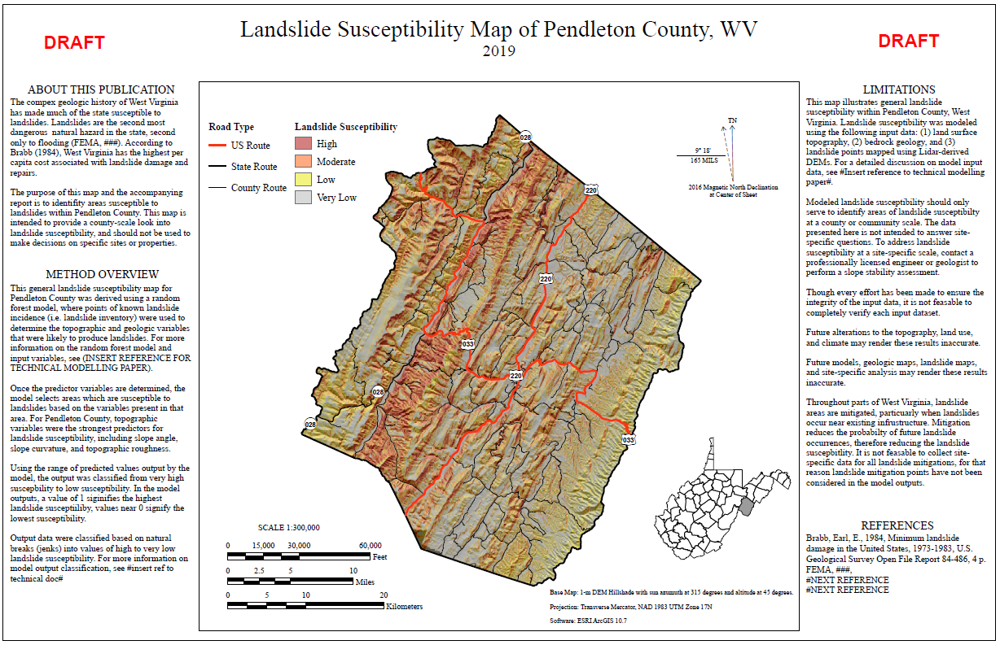 Landslide Susceptibility Map of Pendleton County, WV
2019
DRAFT
DRAFT
ABOUT THIS PUBLICATION
The compex geologic history of West Virginia
has made much of the state susceptible to
landslides. Landslides are the second most
dangerous natural hazard in the state, second
only to flooding (FEMA, ###). According to
Brabb (1984), West Virginia has the highest per
capita cost associated with landslide damage and
repairs.
The purpose of this map and the accompanying
report is to identifity areas susceptible to
landslides within Pendleton County. This map is
intended to provide a county-scale look into
landslide susceptibility, and should not be used to
make decisions on specific sites or properties.
METHOD OVERVIEW
This general landslide susceptibility map for
Pendleton County was derived using a random
forest model, where points of known landslide
incidence (i.e. landslide inventory) were used to
determine the topographic and geologic variables
that were likely to produce landslides. For more
information on the random forest model and
input variables, see (INSERT REFERENCE FOR
TECHNICAL MODELLING PAPER).
Once the predictor variables are determined, the
model selects areas which are susceptible to
landslides based on the variables present in that
area. For Pendleton County, topographic
variables were the strongest predictors for
landslide susceptibility, including slope angle,
slope curvature, and topographic roughness.
Using the range of predicted values output by the
model, the output was classified from very high
suscepbility to low susceptibility. In the model
outputs, a value of 1 siginifies the highest
landslide susceptiiliby, values near 0 signify the
lowest susceptibility.
Output data were classified based on natural
breaks (jenks) into values of high to very low
landslide susceptibility. For more information on
model output classification, see #insert ref to
technical doc#
Road Type
US Route
State Route
County Route
Landslide Susceptibility
High
Moderate
Low
Very Low
028
220
220
033
220
028
028
033
TN
9° 18'
165 MILS
2016 Magnetic North Declination
at Center of Sheet
SCALE 1:300,000
0 15,000 30,000 60,000
Feet
0 2.5 5 10
Miles
0 5 10 20
Kilometers
Base Map: 1-m DEM Hillshade with sun azumuth at 315 degrees and altitude at 45 degrees.
Projection: Transverse Mercator, NAD 1983 UTM Zone 17N
Software: ESRI ArcGIS 10.7
LIMITATIONS
This map illustrates general landslide
susceptibility within Pendleton County, West
Virginia. Landslide susceptibility was modeled
using the following input data: (1) land surface
topography, (2) bedrock geology, and (3)
landslide points mapped using Lidar-derived
DEMs. For a detailed discussion on model input
data, see #Insert reference to technical modelling
paper#.
Modeled landslide susceptibility should only
serve to identify areas of landslide susceptibilty
at a county or community scale. The data
presented here is not intended to answer site-
specific questions. To address landslide
susceptibility at a site-specific scale, contact a
professionally licensed engineer or geologist to
perform a slope stability assessment.
Though every effort has been made to ensure the
integrity of the input data, it is not feasable to
completely verify each input dataset.
Future alterations to the topography, land use,
and climate may render these results inaccurate.
Future models, geologic maps, landslide maps,
and site-specific analysis may render these results
inaccurate.
Throughout parts of West Virginia, landslide
areas are mitigated, particuarly when landslides
occur near existing infrustructure. Mitigation
reduces the probabilty of future landslide
occurrences, therefore reducing the landslide
suscepbitity. It is not feasable to collect site-
specific data for all landslide mitigations, for that
reason landslide mitigation points have not been
considered in the model outputs.
REFERENCES
Brabb, Earl, E., 1984, Minimum landslide
damage in the United States, 1973-1983, U.S.
Geological Survey Open File Report 84-486, 4 p.
FEMA, ###,
#NEXT REFERENCE
#NEXT REFERENCE